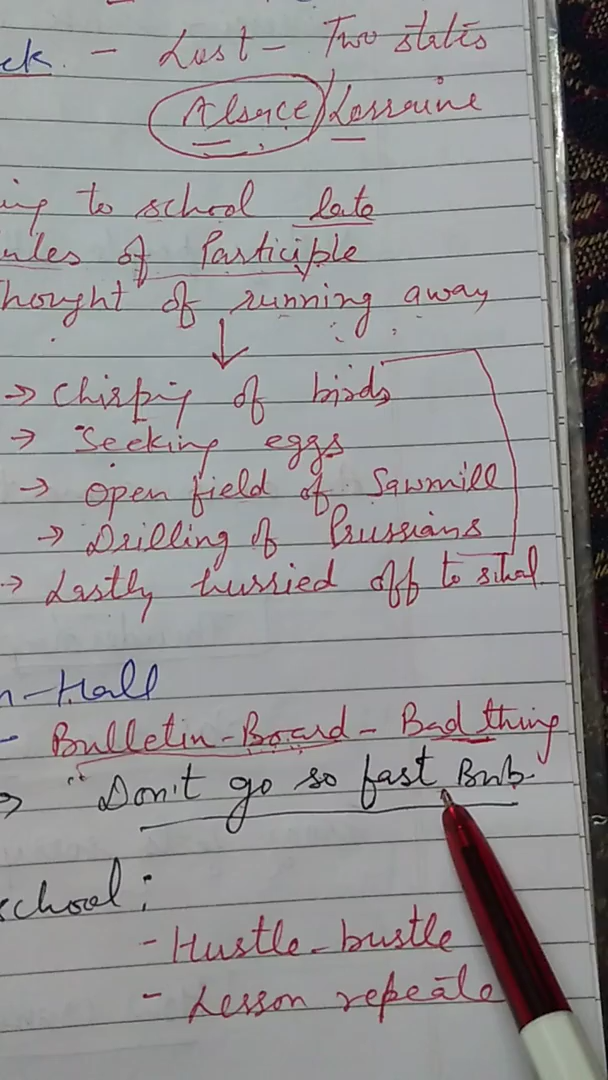 ck. - Lost - Two states
Alsace/Lorraine
ing to school late
ules of Participle
hought of running away
→ Chirping of birds
→ Seeking eggs
→ Open field of Sawmill
→ Drilling of Prussians
→ Lastly hurried off to
n-Hall
- Bulletin-Board - Bad thing
→ "Don't go so fast Bub
school:
- Hustle-bustle
- Lesson repeate